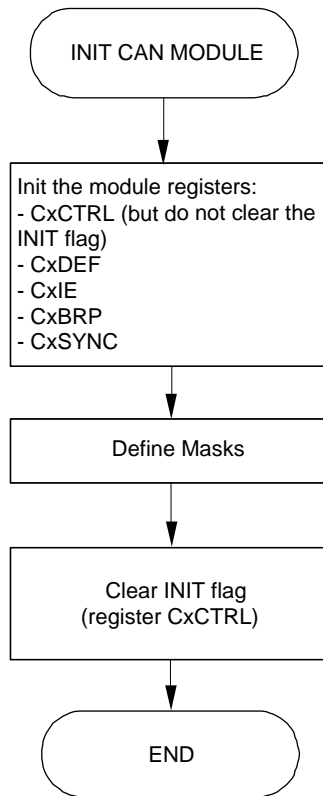 INIT CAN MODULE
Init the module registers:
- CxCTRL (but do not clear the
INIT flag)
- CxDEF
- CxIE
- CxBRP
- CxSYNC
Define Masks
Clear INIT flag
(register CxCTRL)
END